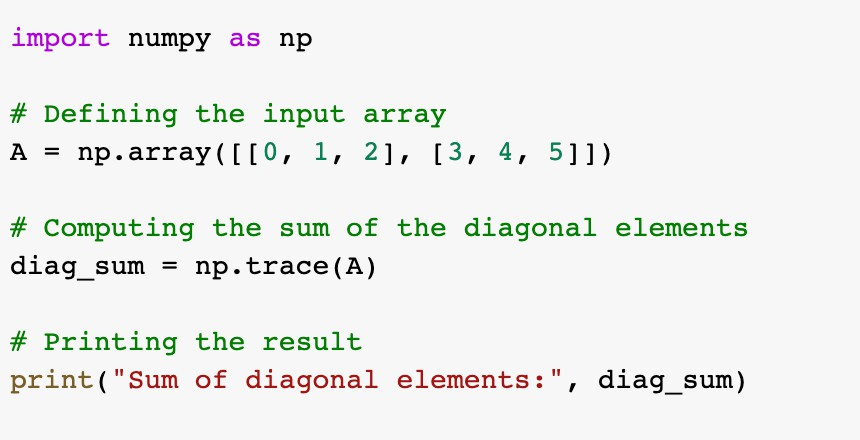 import numpy as np
# Defining the input array
A = np.array([[0, 1, 2], [3, 4, 5]])
# Computing the sum of the diagonal elements
diag_sum = np.trace(A)
# Printing the result
print("Sum of diagonal elements:", diag_sum)